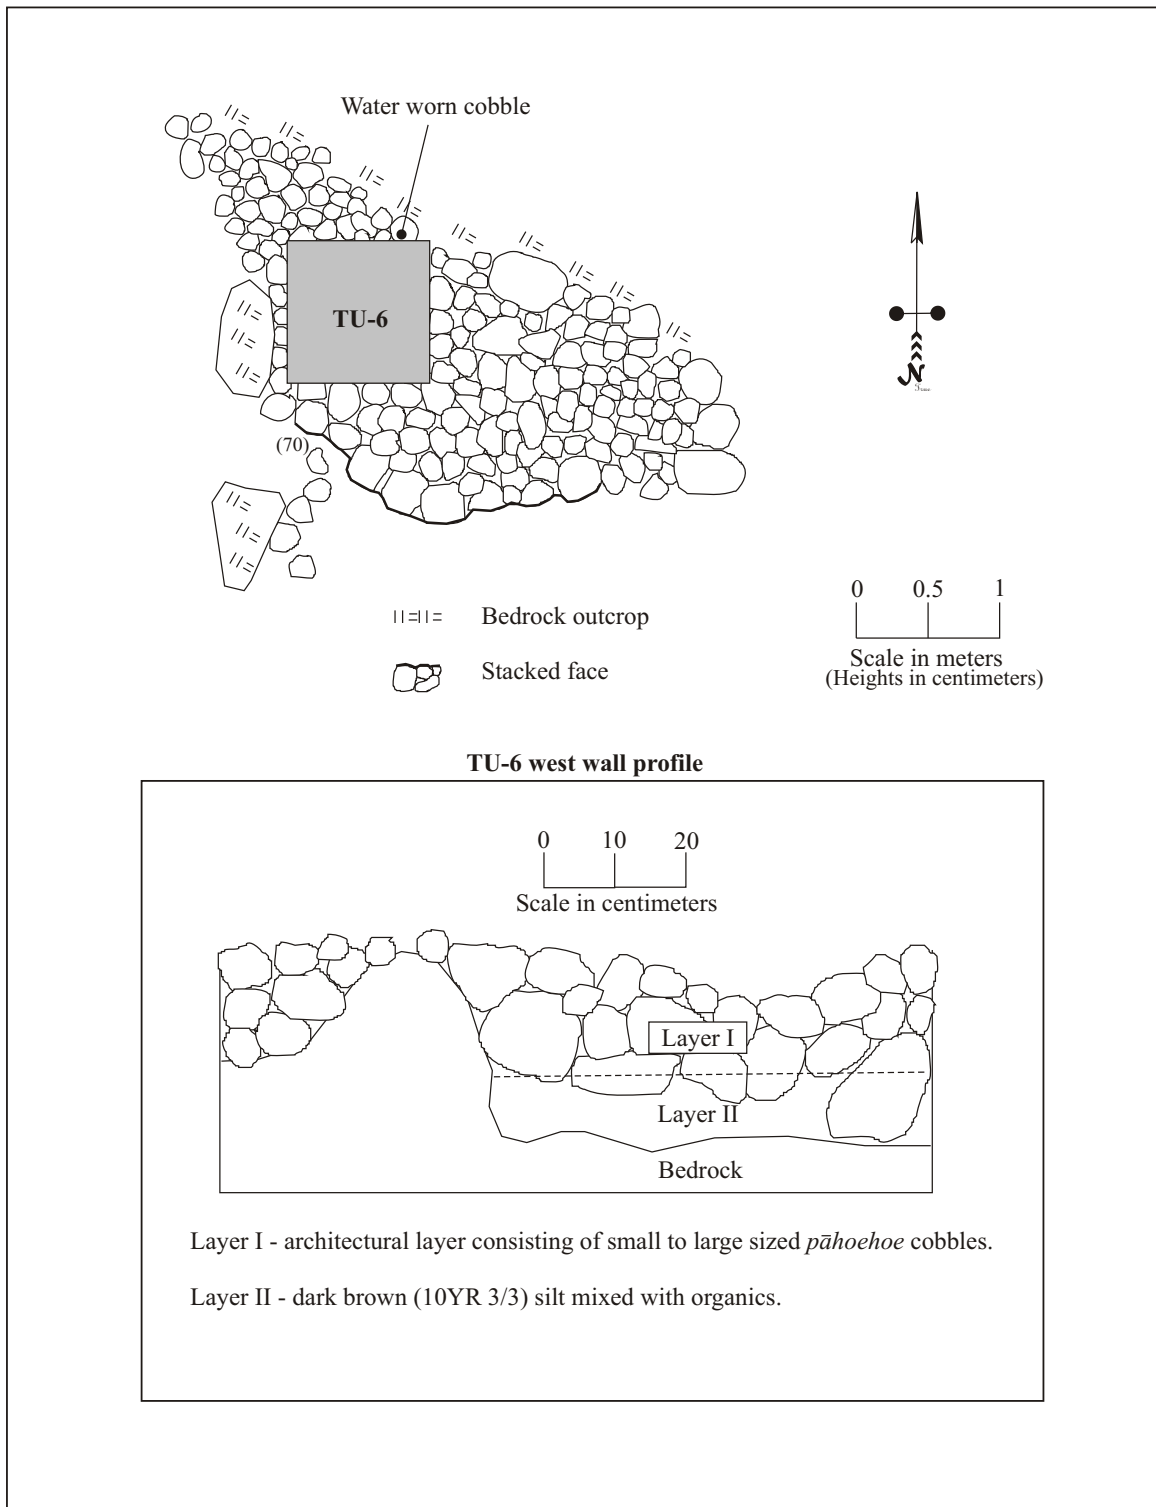 Water worn cobble
TU-6
(70)
N
Bedrock outcrop
Stacked face
0 0.5 1
Scale in meters
(Heights in centimeters)
TU-6 west wall profile
0 10 20
Scale in centimeters
Layer I
Layer II
Bedrock
Layer I - architectural layer consisting of small to large sized pāhoehoe cobbles.
Layer II - dark brown (10YR 3/3) silt mixed with organics.